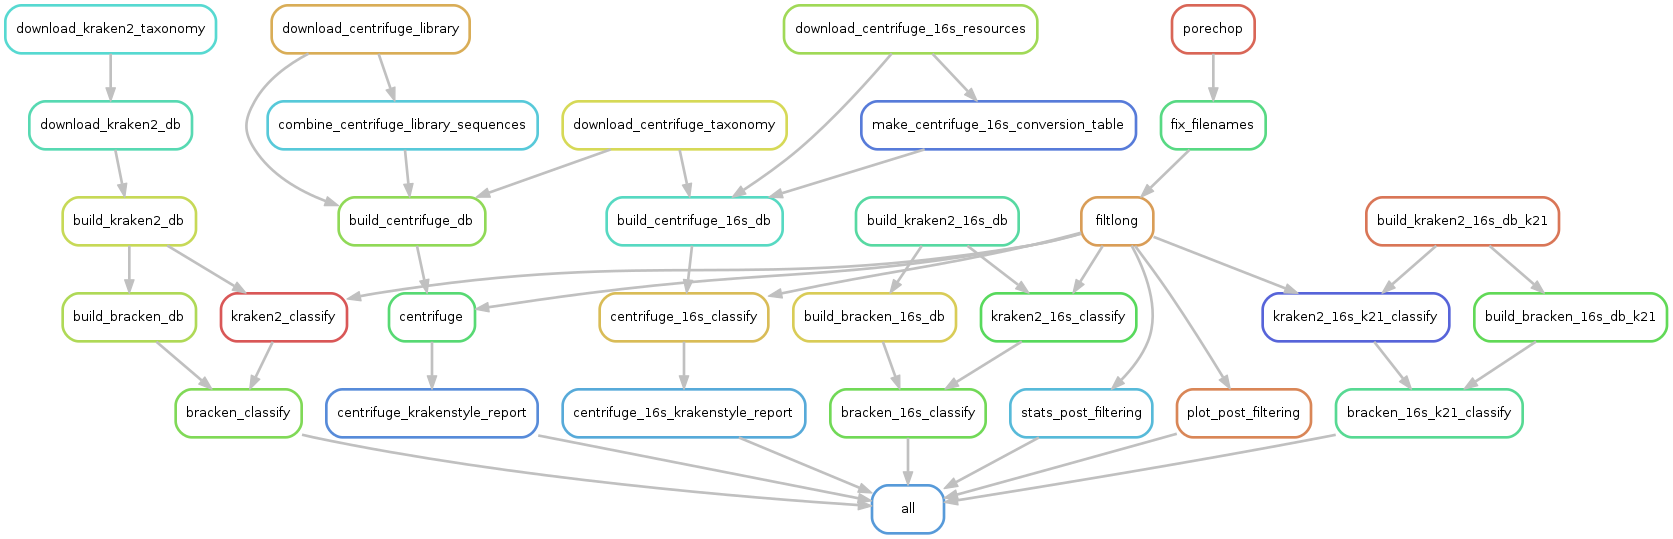 download_kraken2_taxonomy
download_centrifuge_library
download_centrifuge_16s_resources
porechop
download_kraken2_db
combine_centrifuge_library_sequences
download_centrifuge_taxonomy
make_centrifuge_16s_conversion_table
fix_filenames
build_kraken2_db
build_centrifuge_db
build_centrifuge_16s_db
build_kraken2_16s_db
filtlong
build_kraken2_16s_db_k21
build_bracken_db
kraken2_classify
centrifuge
centrifuge_16s_classify
build_bracken_16s_db
kraken2_16s_classify
kraken2_16s_k21_classify
build_bracken_16s_db_k21
bracken_classify
centrifuge_krakenstyle_report
centrifuge_16s_krakenstyle_report
bracken_16s_classify
stats_post_filtering
plot_post_filtering
bracken_16s_k21_classify
all